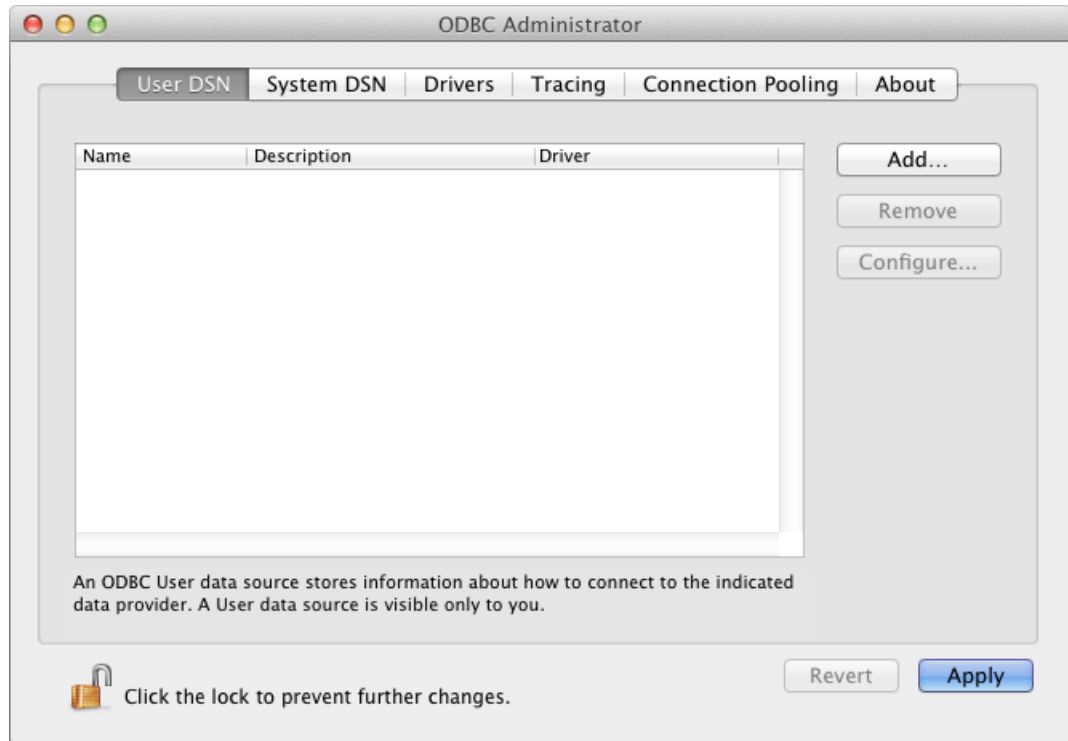 ODBC Administrator
User DSN System DSN Drivers Tracing Connection Pooling About
Name Description Driver
Add...
Remove
Configure...
An ODBC User data source stores information about how to connect to the indicated
data provider. A User data source is visible only to you.
Click the lock to prevent further changes.
Revert Apply